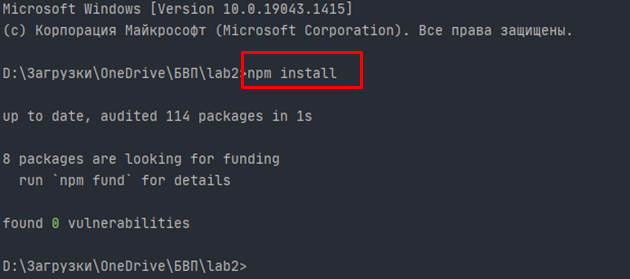 Microsoft Windows [Version 10.0.19043.1415]
(c) Корпорация Майкрософт (Microsoft Corporation). Все права защищены.
D:\Загрузки\OneDrive\БВП\lab2>npm install
up to date, audited 114 packages in 1s
8 packages are looking for funding
run `npm fund` for details
found 0 vulnerabilities
D:\Загрузки\OneDrive\БВП\lab2>